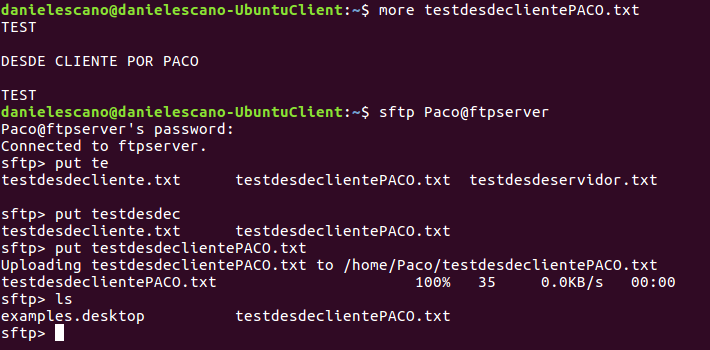 danielescano@danielescano-UbuntuClient:~$ more testdesdeclientePACO.txt
TEST
DESDE CLIENTE POR PACO
TEST
danielescano@danielescano-UbuntuClient:~$ sftp Paco@ftpserver
Paco@ftpserver's password:
Connected to ftpserver.
sftp> put te
testdesdecliente.txt testdesdeclientePACO.txt testdesdeservidor.txt
sftp> put testdesdec
testdesdecliente.txt testdesdeclientePACO.txt
sftp> put testdesdeclientePACO.txt
Uploading testdesdeclientePACO.txt to /home/Paco/testdesdeclientePACO.txt
testdesdeclientePACO.txt 100% 35 0.0KB/s 00:00
sftp> ls
examples.desktop testdesdeclientePACO.txt
sftp>